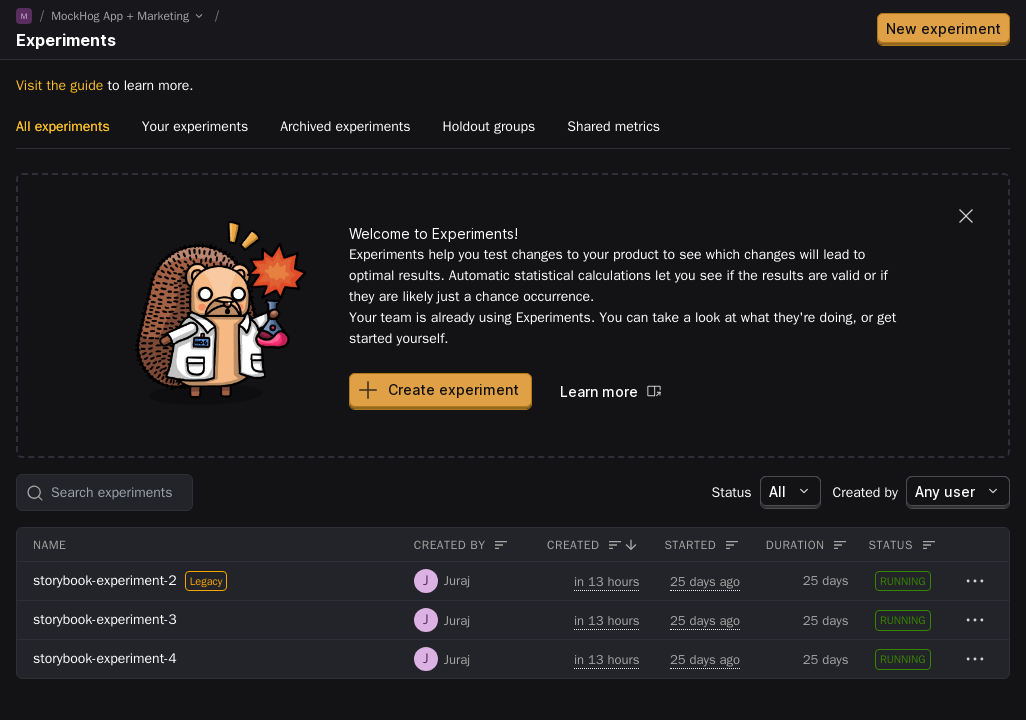 M / MockHog App + Marketing /
Experiments
New experiment
Visit the guide to learn more.
All experiments Your experiments Archived experiments Holdout groups Shared metrics
Welcome to Experiments!
Experiments help you test changes to your product to see which changes will lead to
optimal results. Automatic statistical calculations let you see if the results are valid or if
they are likely just a chance occurrence.
Your team is already using Experiments. You can take a look at what they're doing, or get
started yourself.
Create experiment Learn more
Search experiments Status All Created by Any user
NAME CREATED BY CREATED STARTED DURATION STATUS
storybook-experiment-2 Legacy J Juraj in 13 hours 25 days ago 25 days RUNNING
storybook-experiment-3 J Juraj in 13 hours 25 days ago 25 days RUNNING
storybook-experiment-4 J Juraj in 13 hours 25 days ago 25 days RUNNING